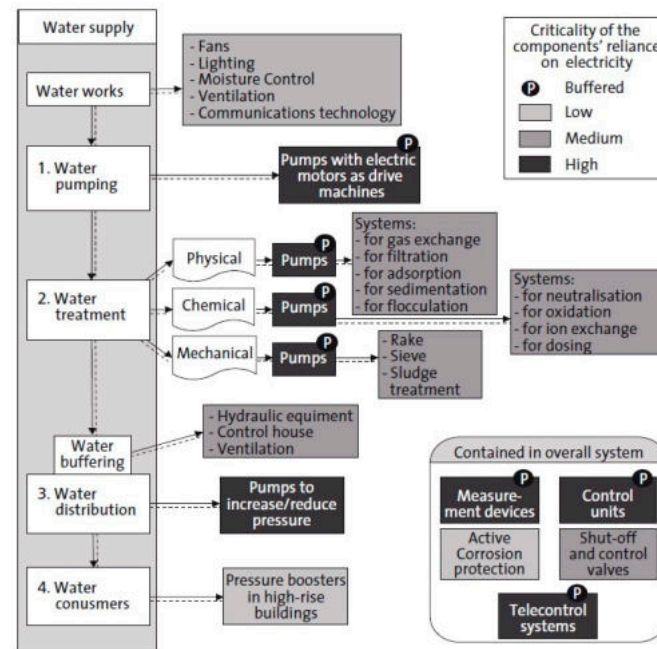 Water supply
Water works
- Fans
- Lighting
- Moisture Control
- Ventilation
- Communications technology
Criticality of the
components' reliance
on electricity
P Buffered
Low
Medium
High
1. Water
pumping
P
Pumps with electric
motors as drive
machines
2. Water
treatment
Physical
P
Pumps
Systems:
- for gas exchange
- for filtration
- for adsorption
- for sedimentation
- for flocculation
Chemical
P
Pumps
Systems:
- for neutralisation
- for oxidation
- for ion exchange
- for dosing
Mechanical
P
Pumps
- Rake
- Sieve
- Sludge
treatment
Water
buffering
- Hydraulic equiment
- Control house
- Ventilation
3. Water
distribution
Pumps to
increase/reduce
pressure
4. Water
conusmers
Pressure boosters
in high-rise
buildings
Contained in overall system
P
Measure-
ment devices
P
Control
units
Active
Corrosion
protection
Shut-off
and control
valves
P
Telecontrol
systems